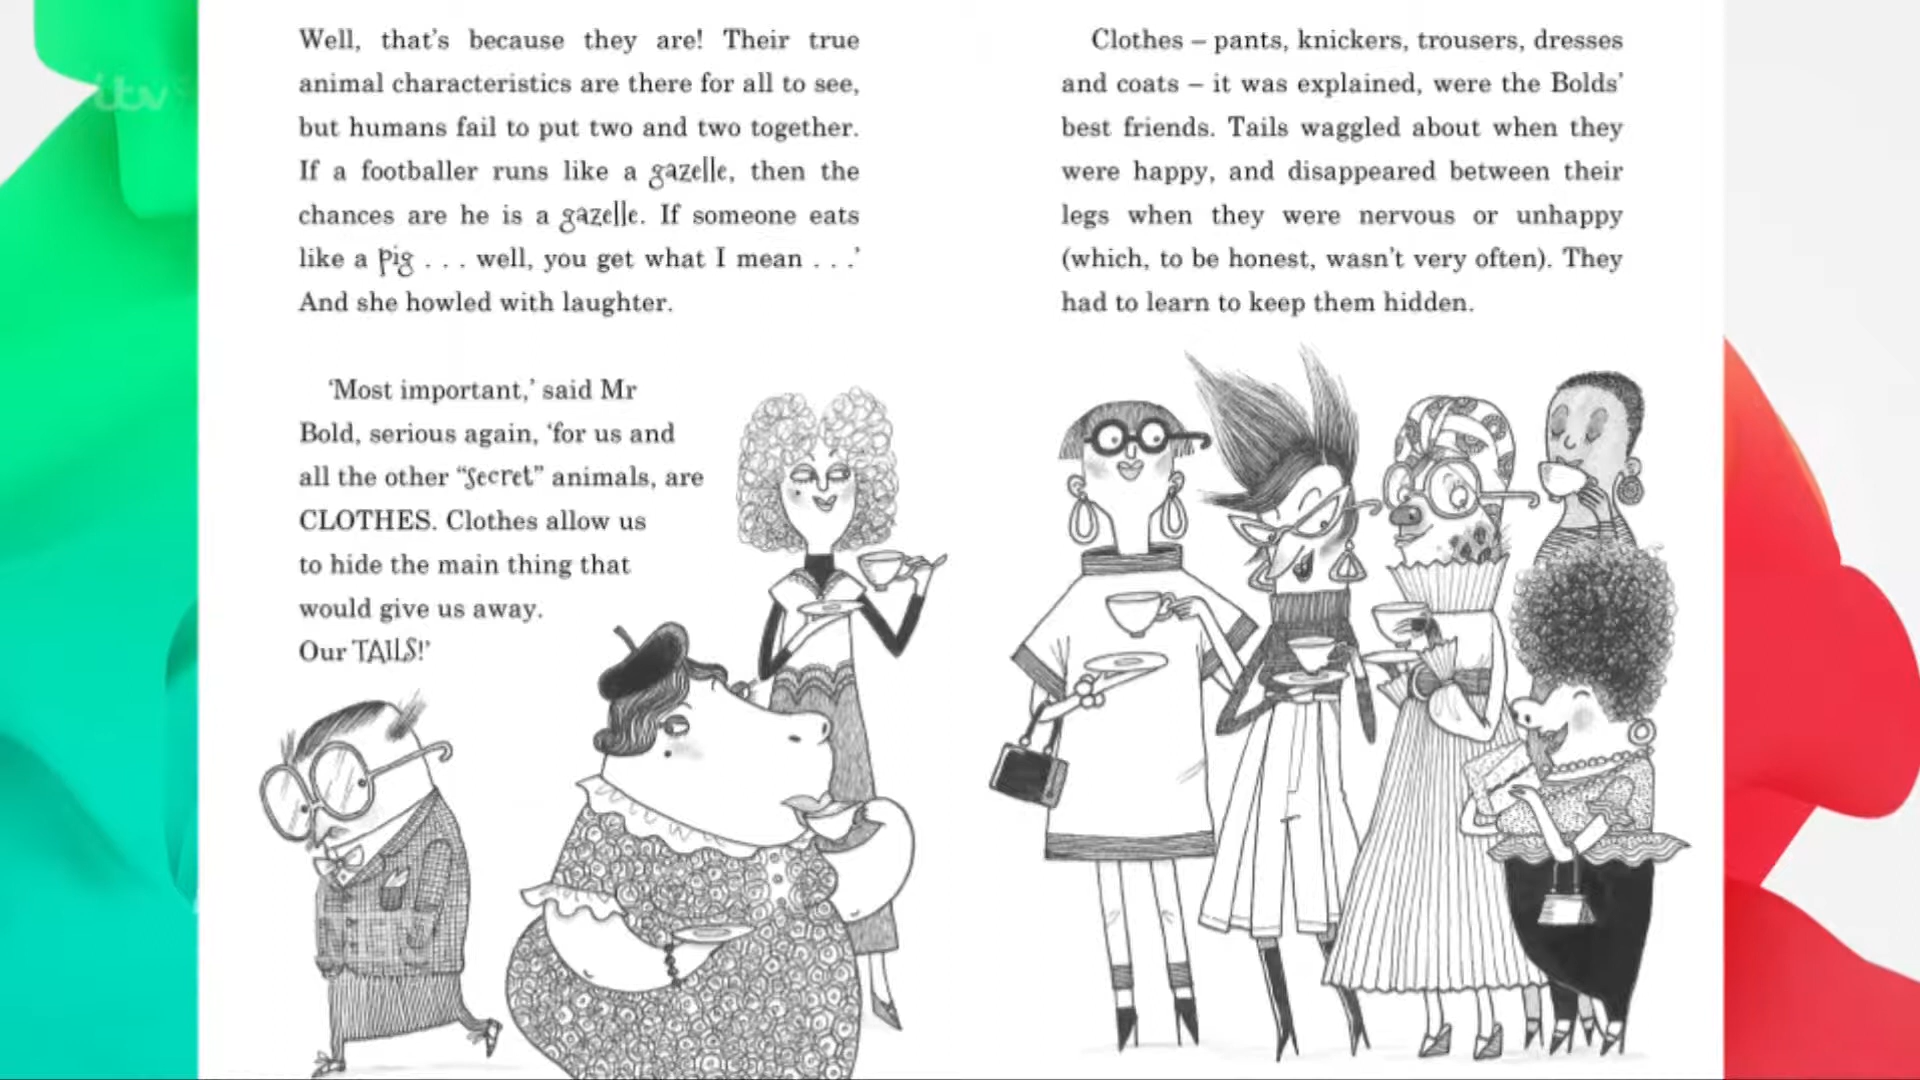 itv
Well, that’s because they are! Their true
animal characteristics are there for all to see,
but humans fail to put two and two together.
If a footballer runs like a gazelle, then the
chances are he is a gazelle. If someone eats
like a pig . . . well, you get what I mean . . .’
And she howled with laughter.
‘Most important,’ said Mr
Bold, serious again, ‘for us and
all the other “secret” animals, are
CLOTHES. Clothes allow us
to hide the main thing that
would give us away.
Our TAILS!’
Clothes – pants, knickers, trousers, dresses
and coats – it was explained, were the Bolds’
best friends. Tails waggled about when they
were happy, and disappeared between their
legs when they were nervous or unhappy
(which, to be honest, wasn’t very often). They
had to learn to keep them hidden.